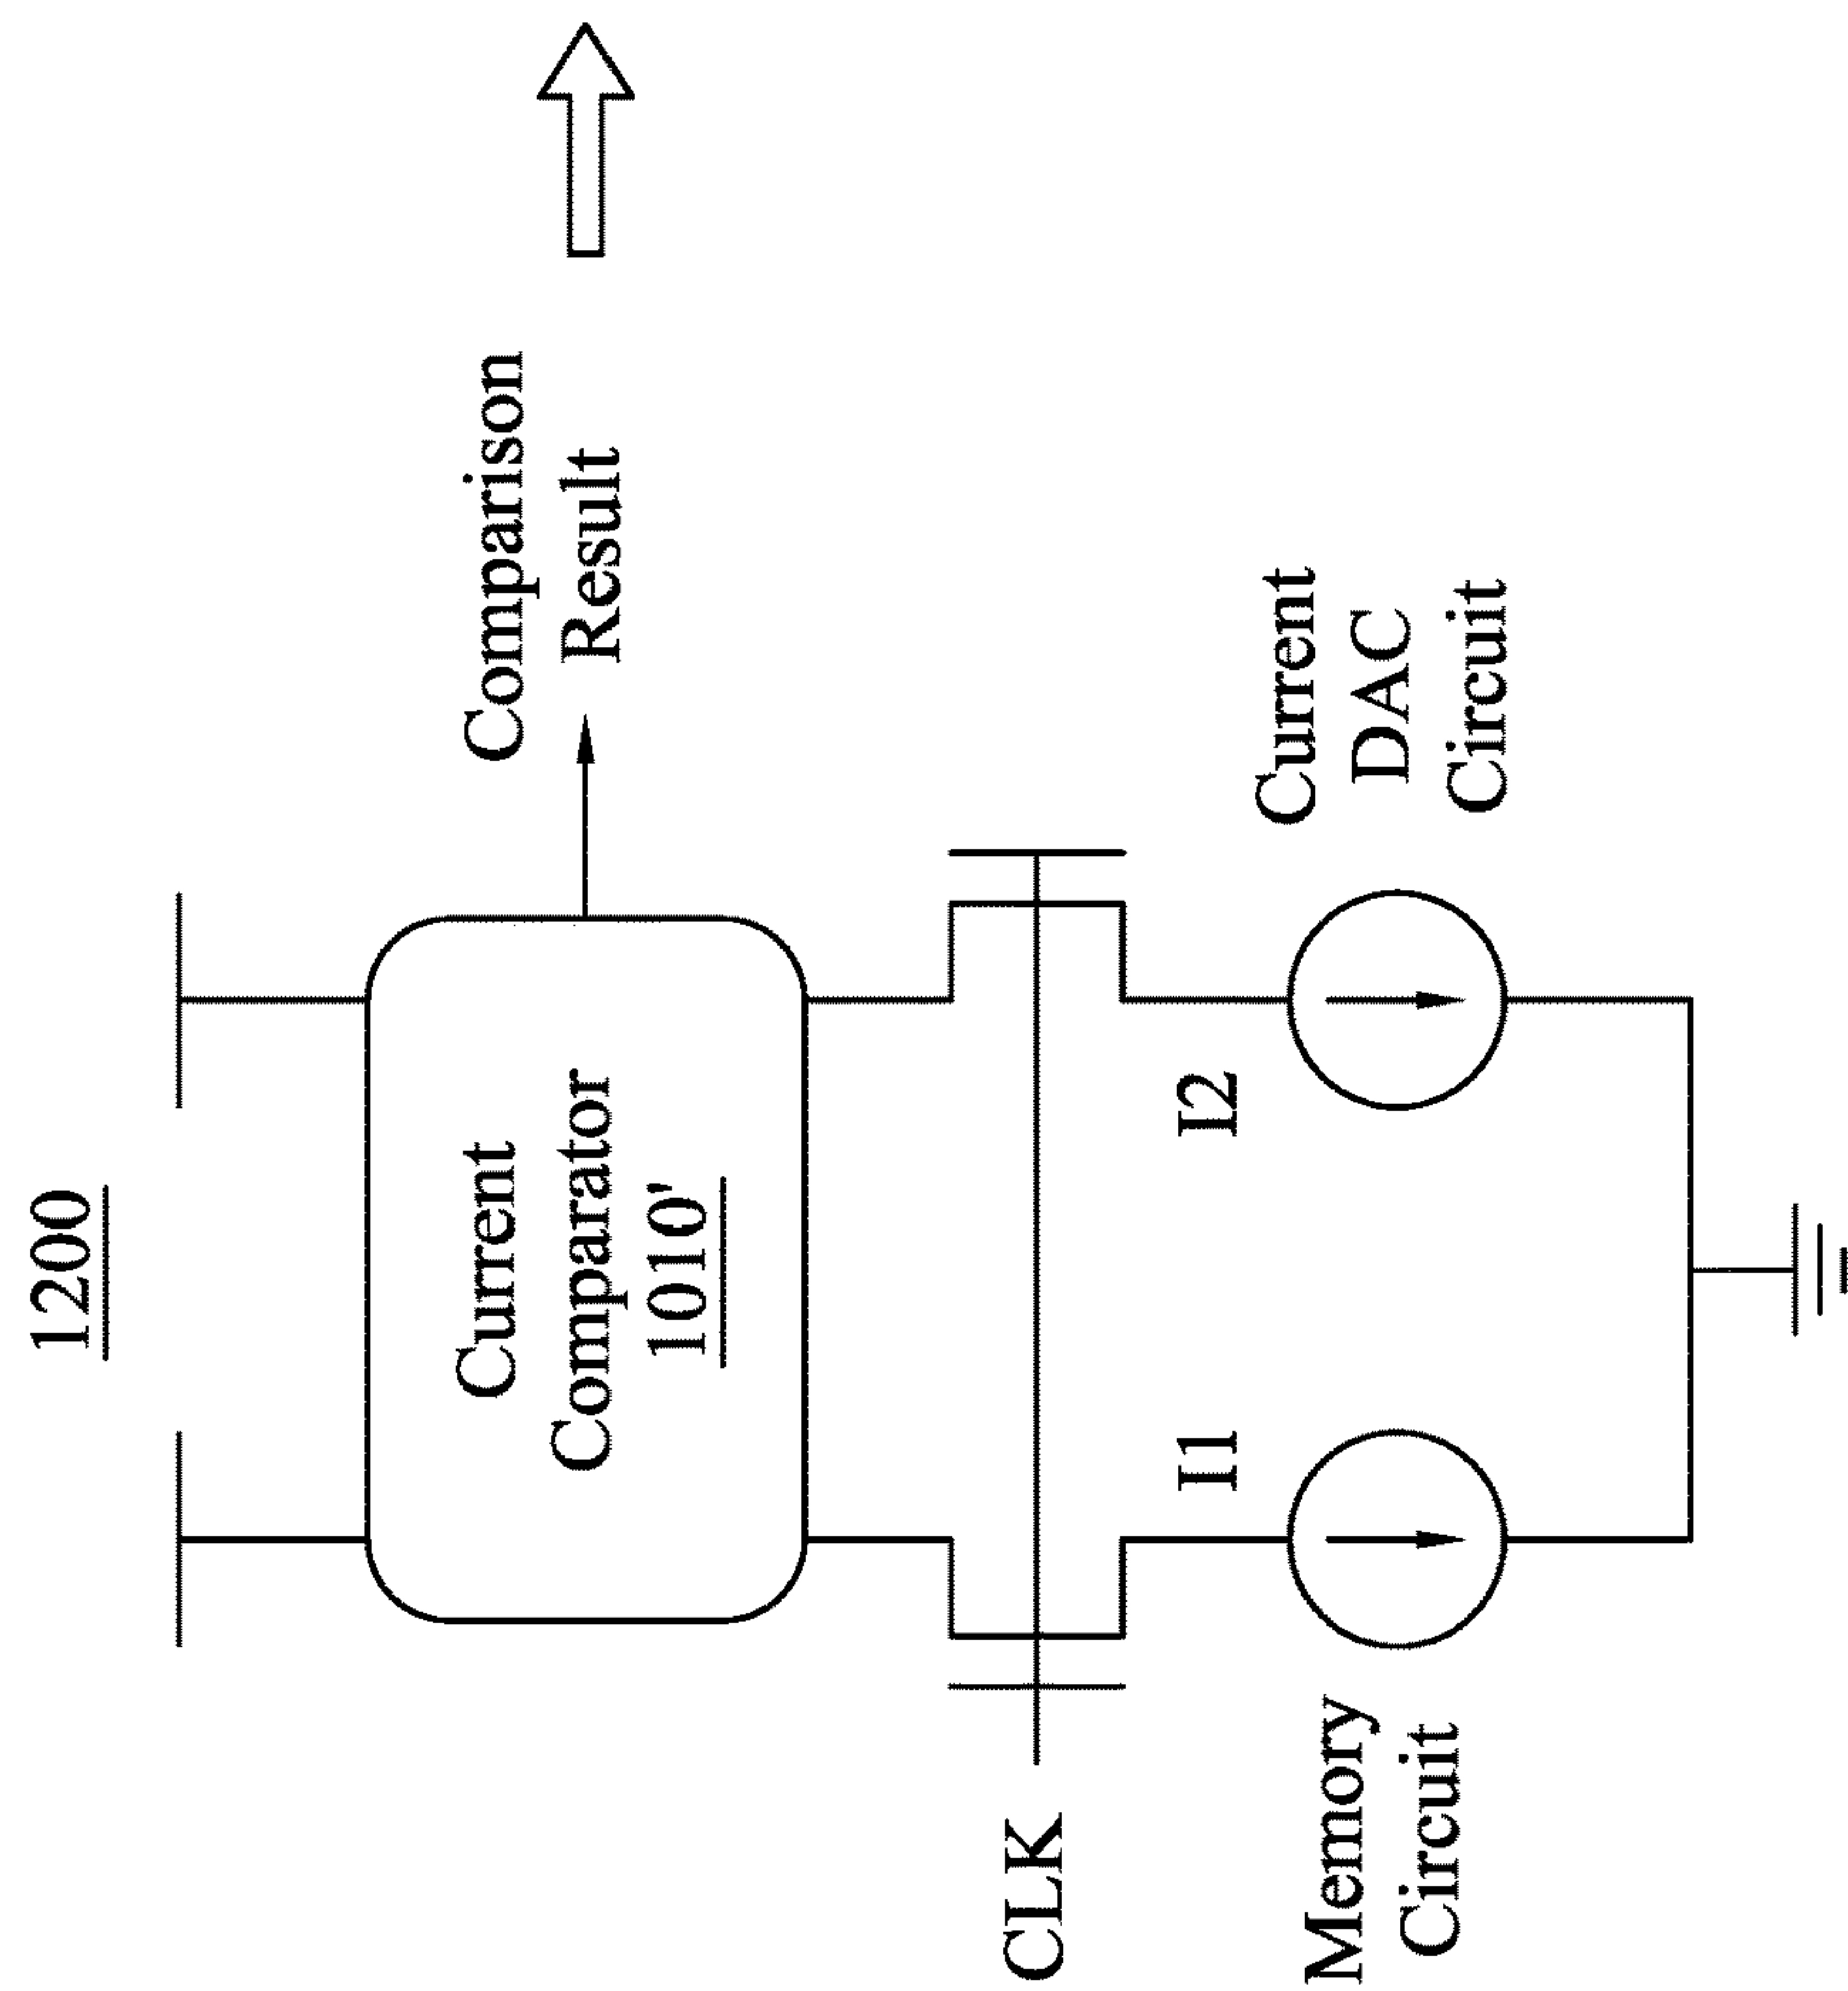 1200
Current
Comparator
1010'
Comparison
Result
CLK
I1
I2
Memory
Circuit
Current
DAC
Circuit